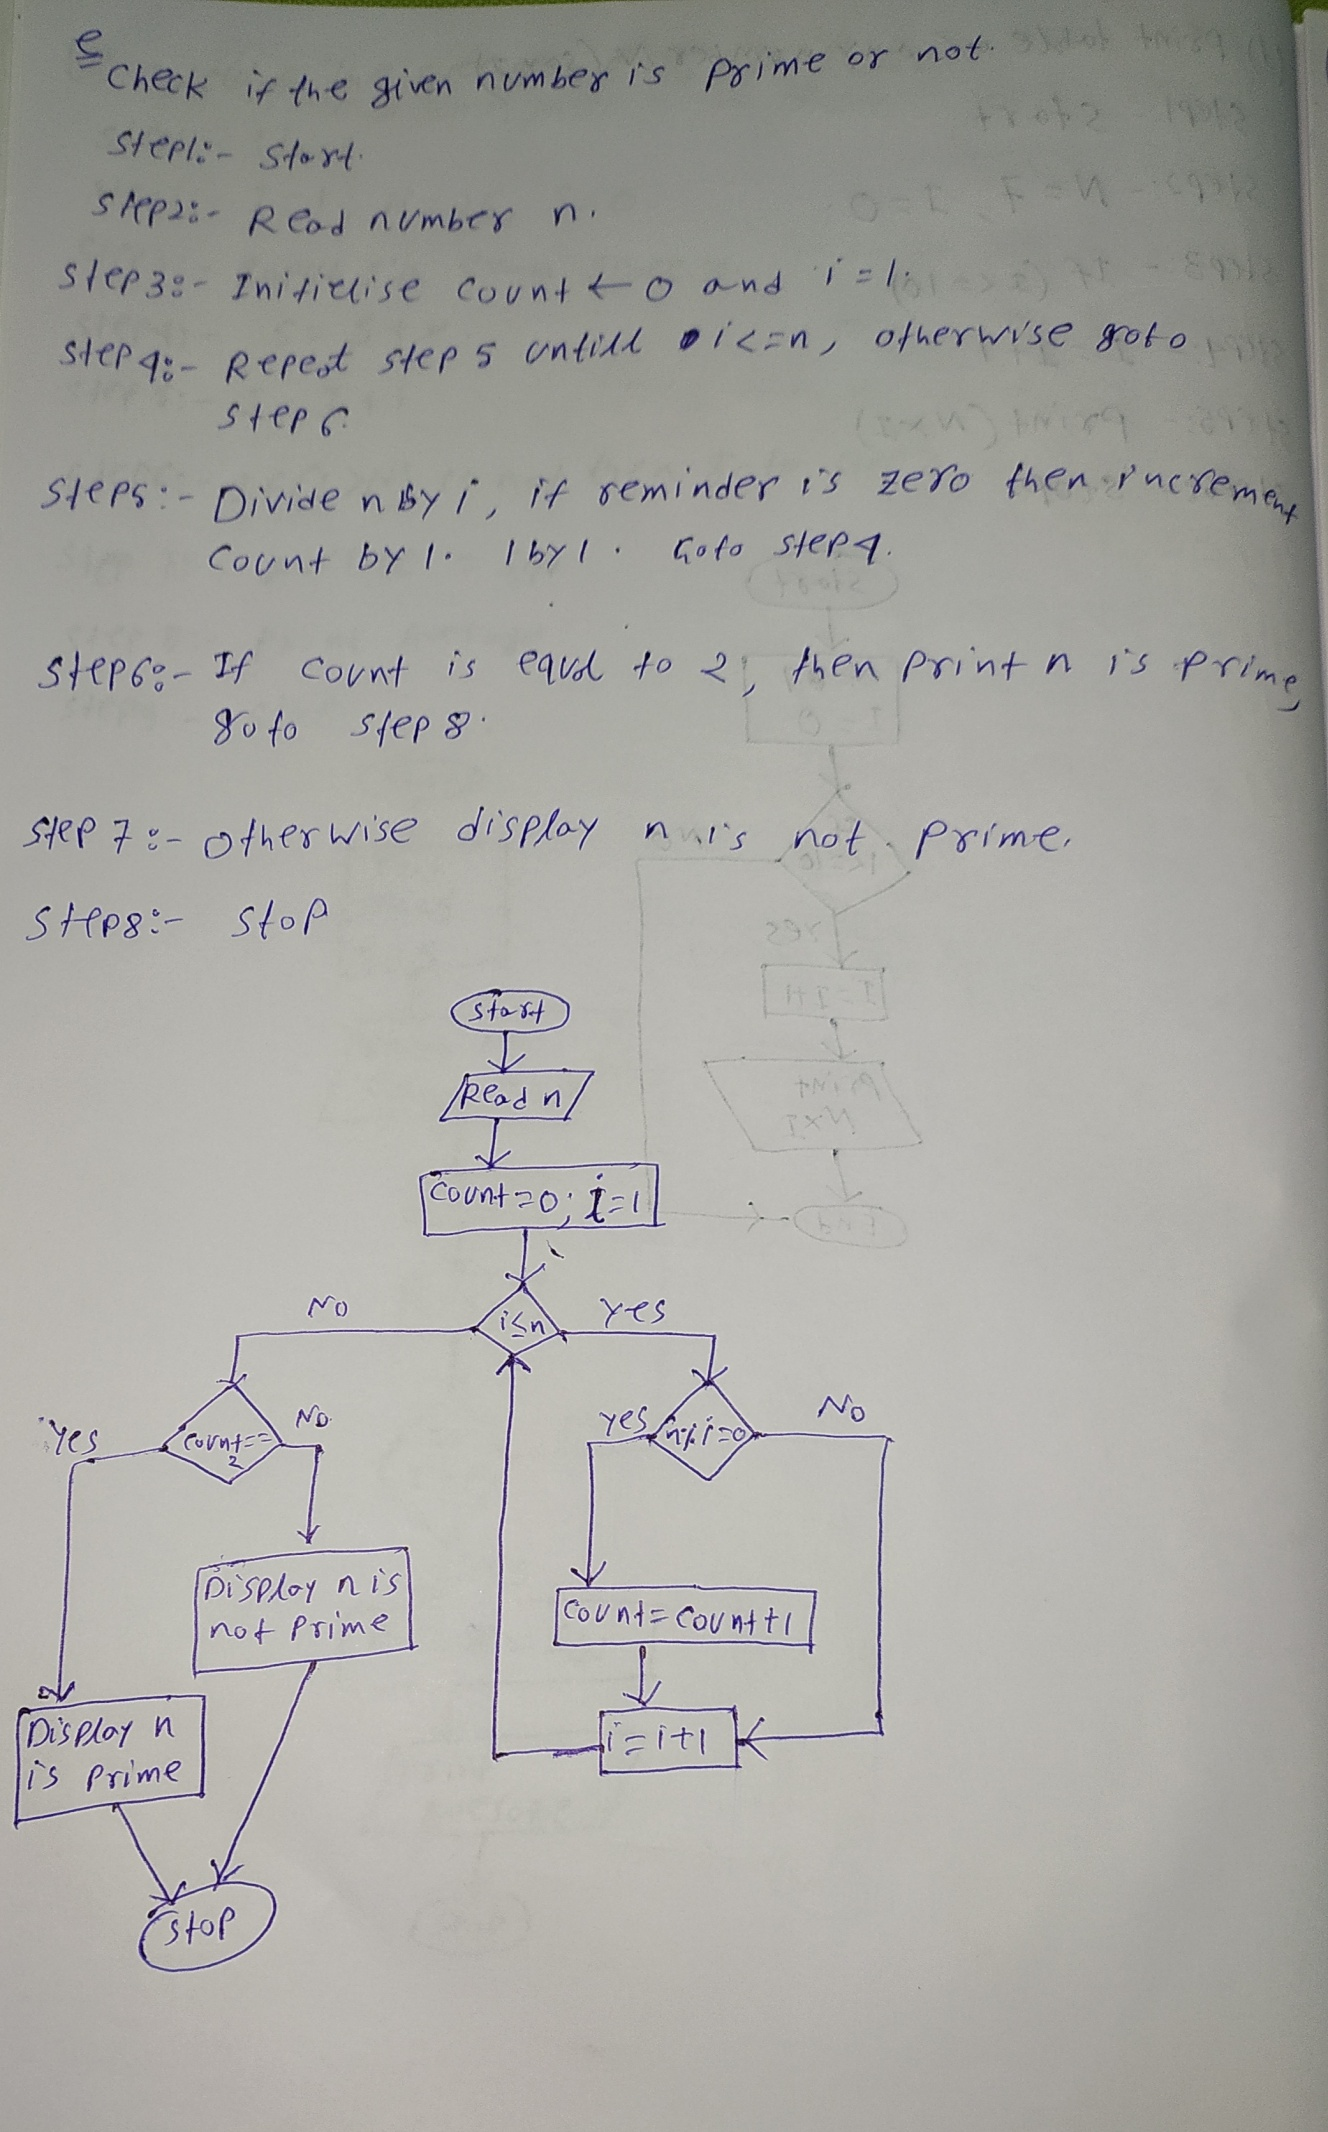 e
Check if the given number is prime or not.
Step1:- Start.
Step2:- Read number n.
Step3:- Initielise count ← 0 and i = 1.
Step4:- Repeat step 5 untill i<=n, otherwise goto
Step 6
Step5:- Divide n By i, if reminder is zero then increment
Count by 1. 1 by 1. Goto step 4.
Step6:- If count is equal to 2, then print n is prime,
goto step 8.
Step 7:- otherwise display n is not prime.
Step8:- Stop
Start
Read n
Count=0; i=1
i≤n
No
Yes
Count==
2
Yes
No
n%i=0
Yes
No
Display n is
not prime
Count=Count+1
Display n
is prime
i=i+1
Stop